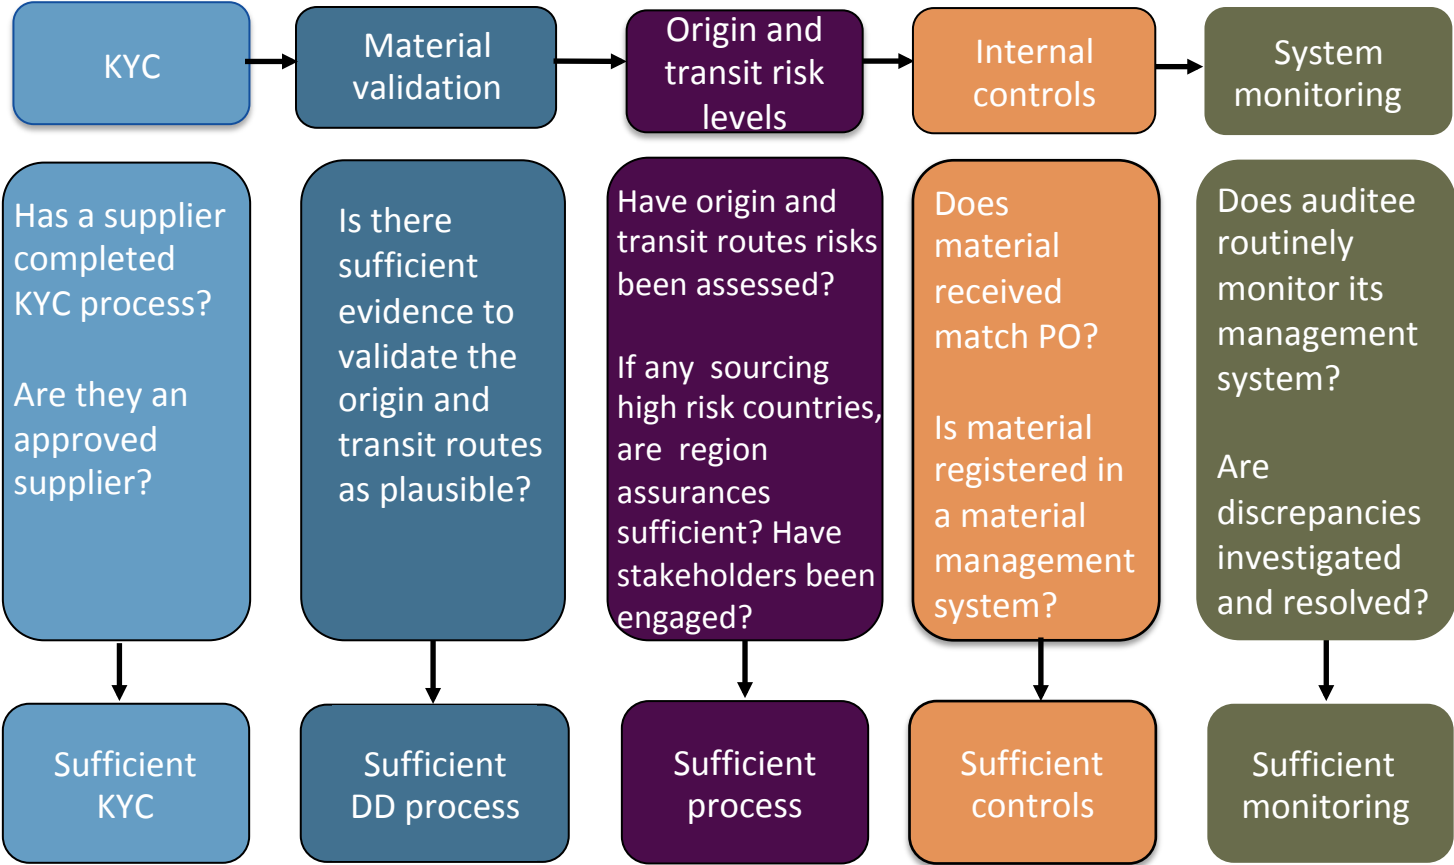 KYC
Material
validation
Origin and
transit risk
levels
Internal
controls
System
monitoring
Has a supplier
completed
KYC process?
Are they an
approved
supplier?
Is there
sufficient
evidence to
validate the
origin and
transit routes
as plausible?
Have origin and
transit routes risks
been assessed?
If any  sourcing
high risk countries,
are  region
assurances
sufficient? Have
stakeholders been
engaged?
Does
material
received
match PO?
Is material
registered in
a material
management
system?
Does auditee
routinely
monitor its
management
system?
Are
discrepancies
investigated
and resolved?
Sufficient
KYC
Sufficient
DD process
Sufficient
process
Sufficient
controls
Sufficient
monitoring